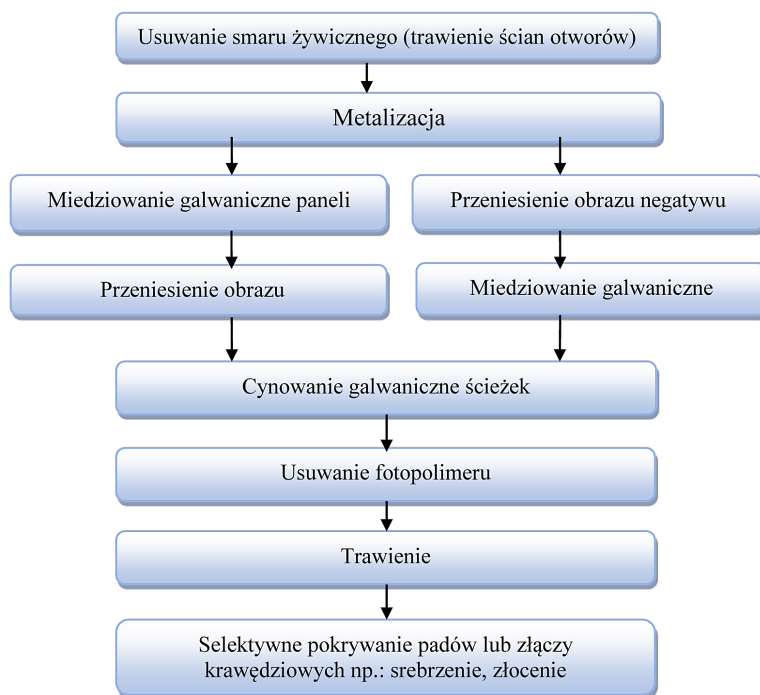 Usuwanie smaru żywicznego (trawienie ścian otworów)
Metalizacja
Miedziowanie galwaniczne paneli
Przeniesienie obrazu negatywu
Przeniesienie obrazu
Miedziowanie galwaniczne
Cynowanie galwaniczne ścieżek
Usuwanie fotopolimeru
Trawienie
Selektywne pokrywanie padów lub złączy
krawędziowych np.: srebrzenie, złocenie